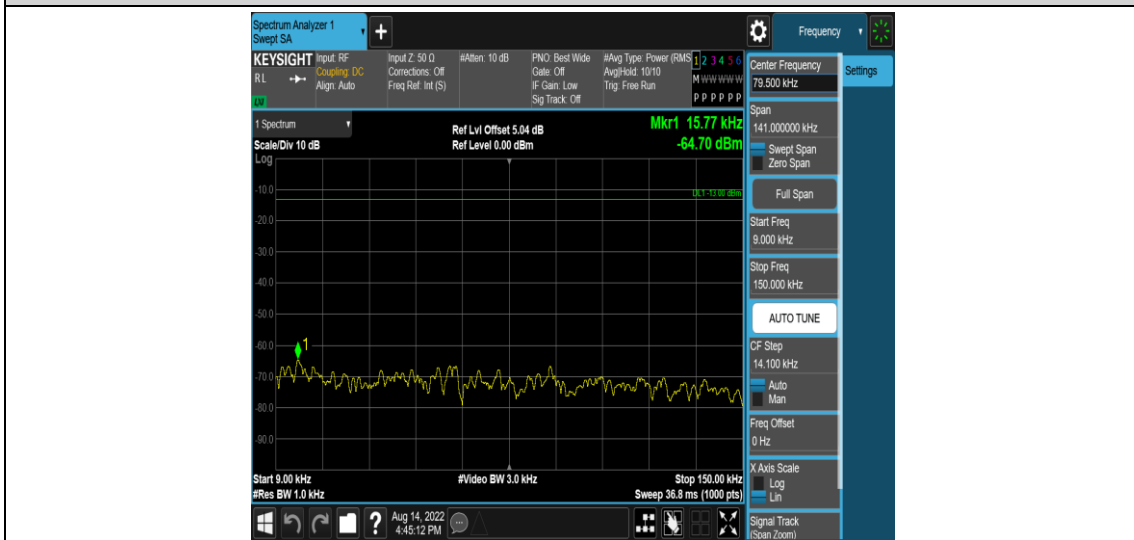 Spectrum Analyzer 1
Swept SA
+
Frequency
KEYSIGHT
RL
LXI
Input: RF
Coupling: DC
Align: Auto
Input Z: 50 Ω
Corrections: Off
Freq Ref: Int (S)
#Atten: 10 dB
PNO: Best Wide
Gate: Off
IF Gain: Low
Sig Track: Off
#Avg Type: Power (RMS
Avg|Hold: 10/10
Trig: Free Run
1 2 3 4 5 6
M W W W W W
P P P P P P
Center Frequency
79.500 kHz
Settings
Span
141.000000 kHz
Swept Span
Zero Span
Full Span
Start Freq
9.000 kHz
Stop Freq
150.000 kHz
AUTO TUNE
CF Step
14.100 kHz
Auto
Man
Freq Offset
0 Hz
X Axis Scale
Log
Lin
Signal Track
(Span Zoom)
1 Spectrum
Scale/Div 10 dB
Ref Lvl Offset 5.04 dB
Ref Level 0.00 dBm
Mkr1 15.77 kHz
-64.70 dBm
Log
DL1 -13.00 dBm
-10.0
-20.0
-30.0
-40.0
-50.0
-60.0
1
-70.0
-80.0
-90.0
Start 9.00 kHz
#Res BW 1.0 kHz
#Video BW 3.0 kHz
Stop 150.00 kHz
Sweep 36.8 ms (1000 pts)
?
Aug 14, 2022
4:45:12 PM